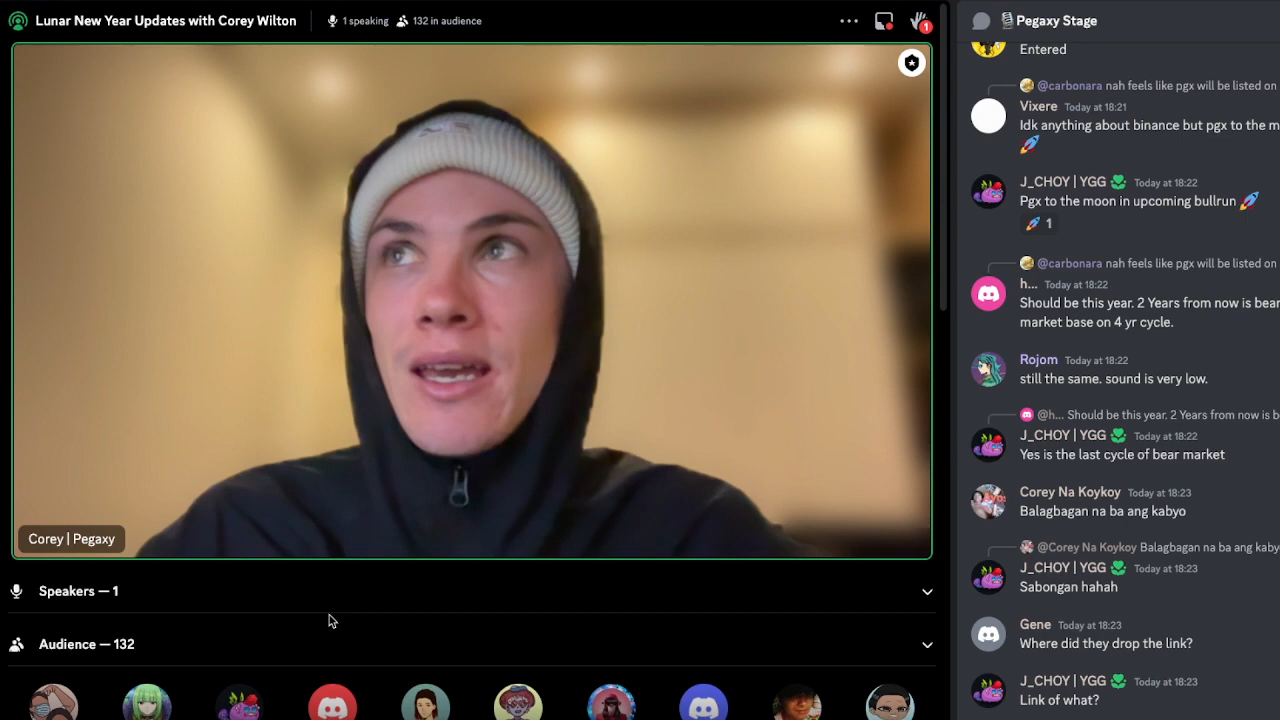 Lunar New Year Updates with Corey Wilton
1 speaking
132 in audience
1
Corey | Pegaxy
Speakers — 1
Audience — 132
Pegaxy Stage
Entered
@carbonara nah feels like pgx will be listed on
Vixere Today at 18:21
Idk anything about binance but pgx to the m
🚀
J_CHOY | YGG Today at 18:22
Pgx to the moon in upcoming bullrun 🚀
🚀 1
@carbonara nah feels like pgx will be listed on
h... Today at 18:22
Should be this year. 2 Years from now is bear
market base on 4 yr cycle.
Rojom Today at 18:22
still the same. sound is very low.
@h... Should be this year. 2 Years from now is b
J_CHOY | YGG Today at 18:22
Yes is the last cycle of bear market
Corey Na Koykoy Today at 18:23
Balagbagan na ba ang kabyo
@Corey Na Koykoy Balagbagan na ba ang kaby
J_CHOY | YGG Today at 18:23
Sabongan hahah
Gene Today at 18:23
Where did they drop the link?
J_CHOY | YGG Today at 18:23
Link of what?